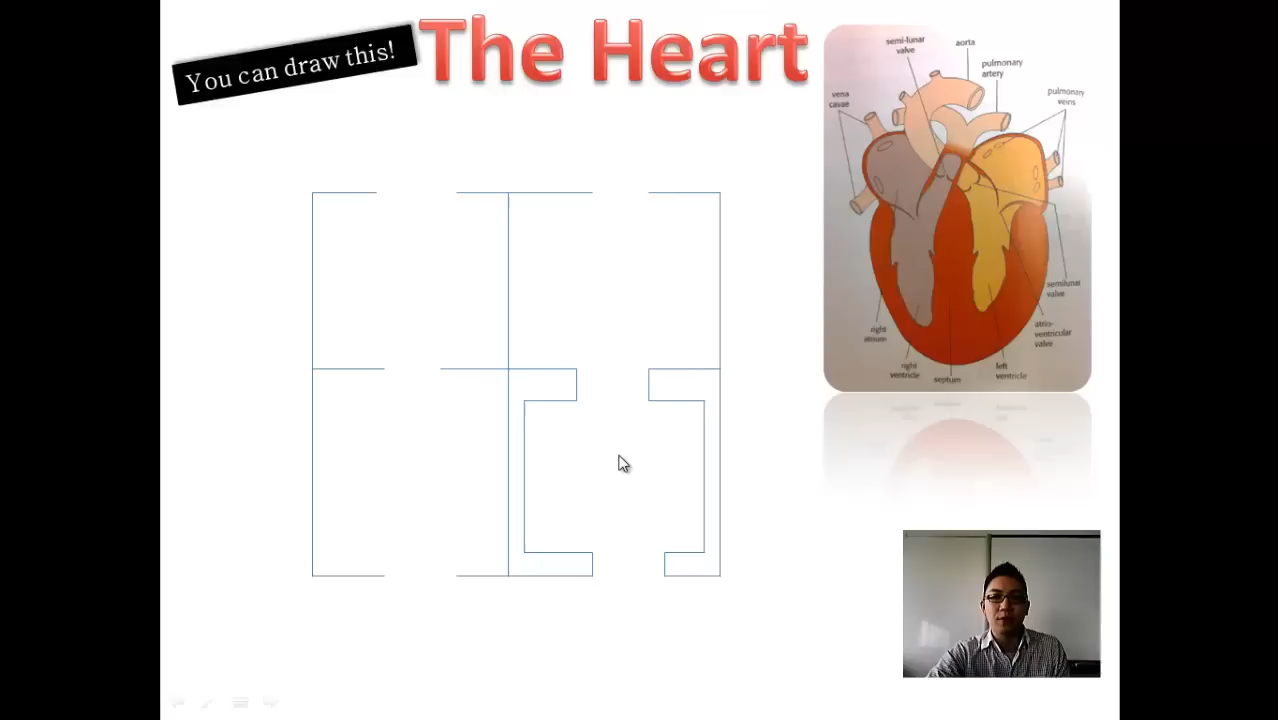 You can draw this!
The Heart
semi-lunar
valve
aorta
pulmonary
artery
vena
cavae
pulmonary
veins
semilunar
valve
atrio-
ventricular
valve
right
atrium
right
ventricle
septum
left
ventricle